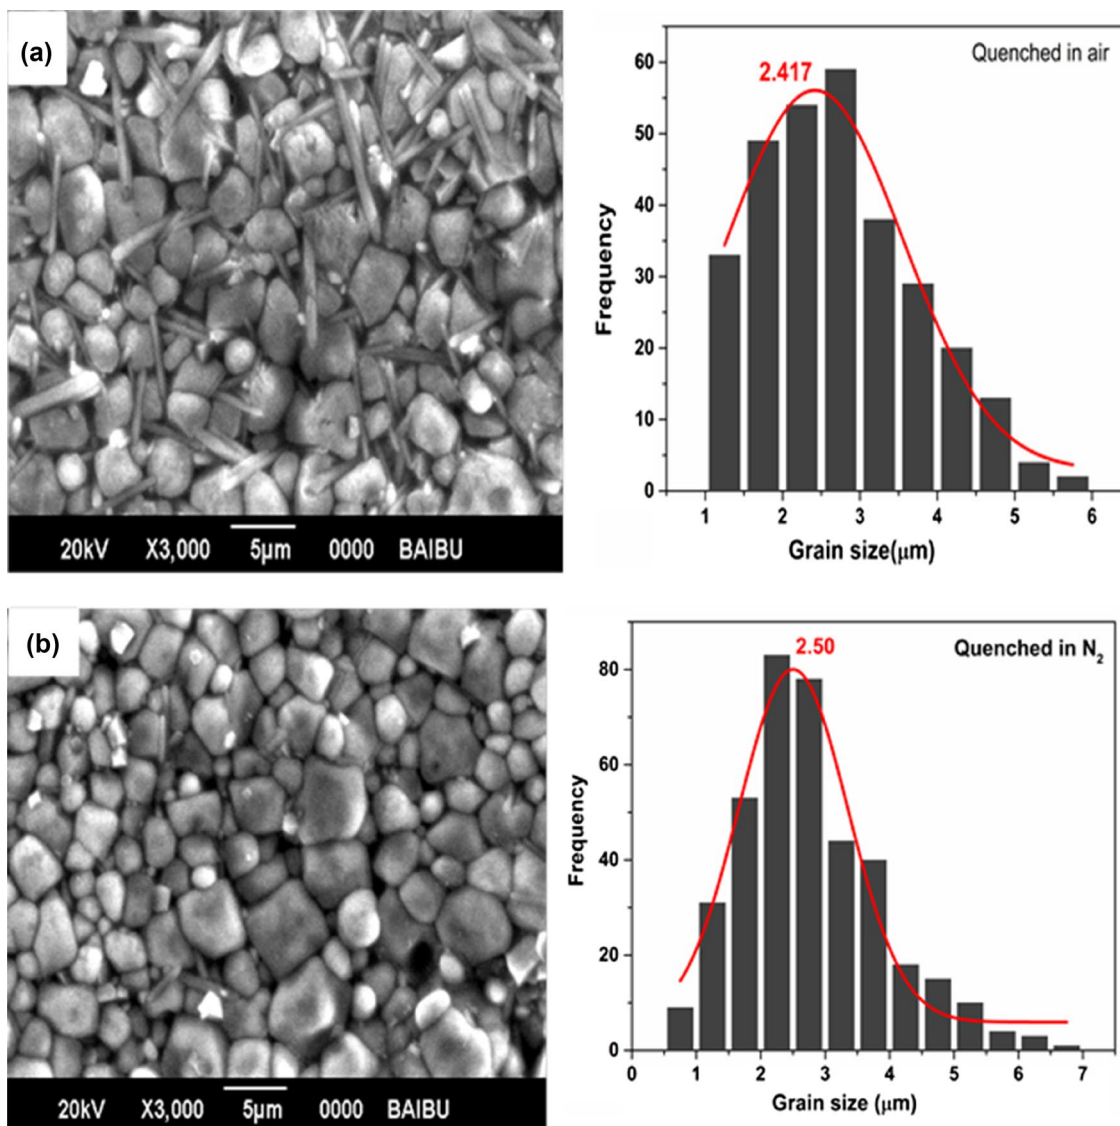 (a)
20kV X3,000 5μm 0000 BAIBU
Quenched in air
2.417
Frequency
60
50
40
30
20
10
0
1 2 3 4 5 6
Grain size(μm)
(b)
20kV X3,000 5μm 0000 BAIBU
Quenched in N₂
2.50
Frequency
80
60
40
20
0
0 1 2 3 4 5 6 7
Grain size (μm)